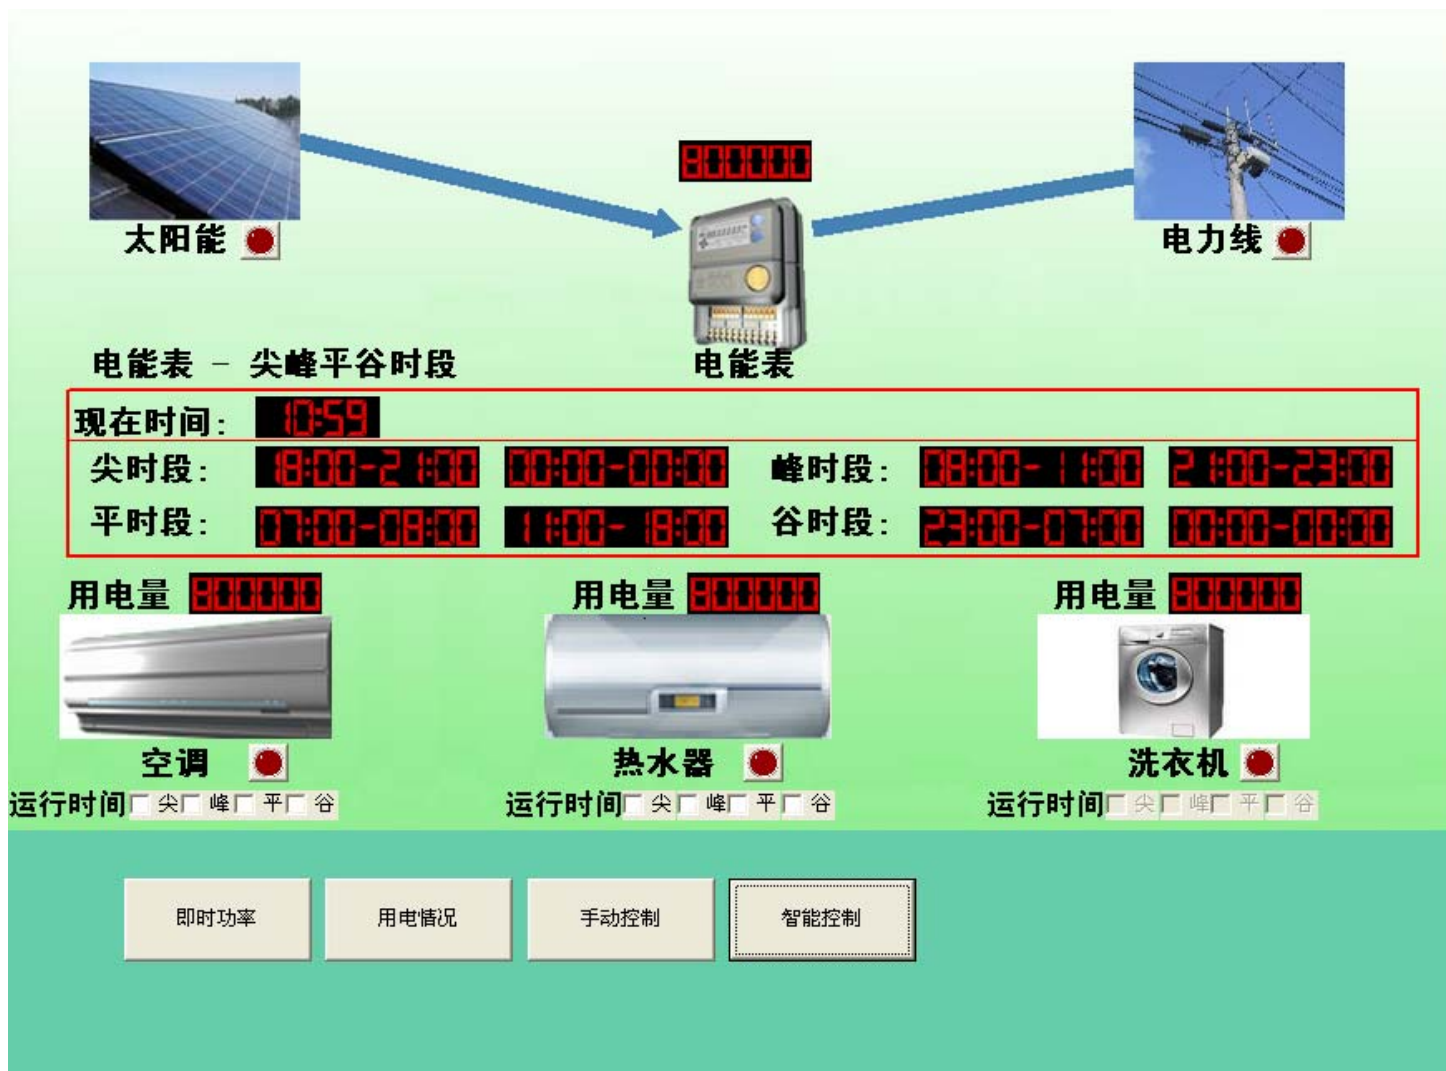 太阳能
电力线
电能表 - 尖峰平谷时段
电能表
现在时间: 10:59
尖时段: 18:00-21:00 00:00-00:00 峰时段: 08:00-11:00 21:00-23:00
平时段: 07:00-08:00 11:00-18:00 谷时段: 23:00-07:00 00:00-00:00
用电量 用电量 用电量
空调 热水器 洗衣机
运行时间 尖 峰 平 谷 运行时间 尖 峰 平 谷 运行时间 尖 峰 平 谷
即时功率 用电情况 手动控制 智能控制